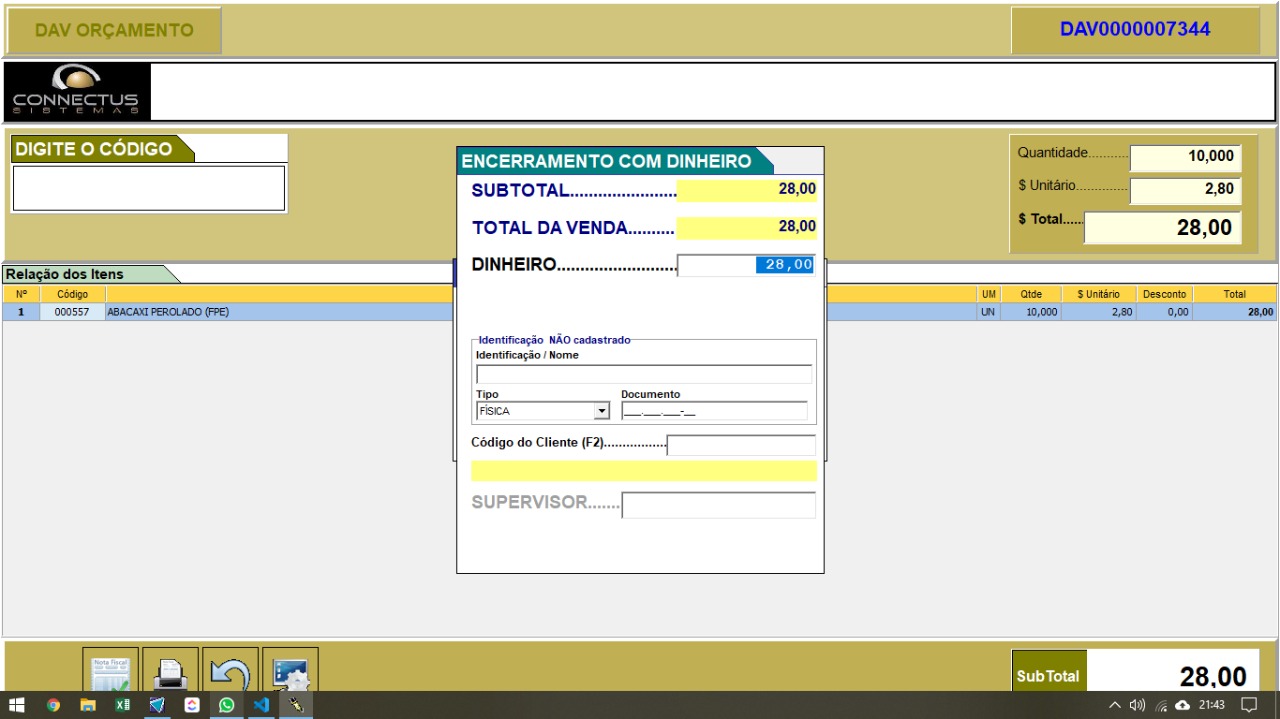 DAV ORÇAMENTO
DAV0000007344
CONNECTUS
SISTEMAS
DIGITE O CÓDIGO
Quantidade........... 10,000
$ Unitário.............. 2,80
$ Total...... 28,00
ENCERRAMENTO COM DINHEIRO
SUBTOTAL....................... 28,00
TOTAL DA VENDA.......... 28,00
DINHEIRO.......................... 28,00
Relação dos Itens
Nº Código UM Qtde $ Unitário Desconto Total
1 000557 ABACAXI PEROLADO (FPE) UN 10,000 2,80 0,00 28,00
Identificação NÃO cadastrado
Identificação / Nome
Tipo Documento
FÍSICA ___.___.___-__
Código do Cliente (F2)................
SUPERVISOR.......
Nota Fiscal
SubTotal 28,00
21:43